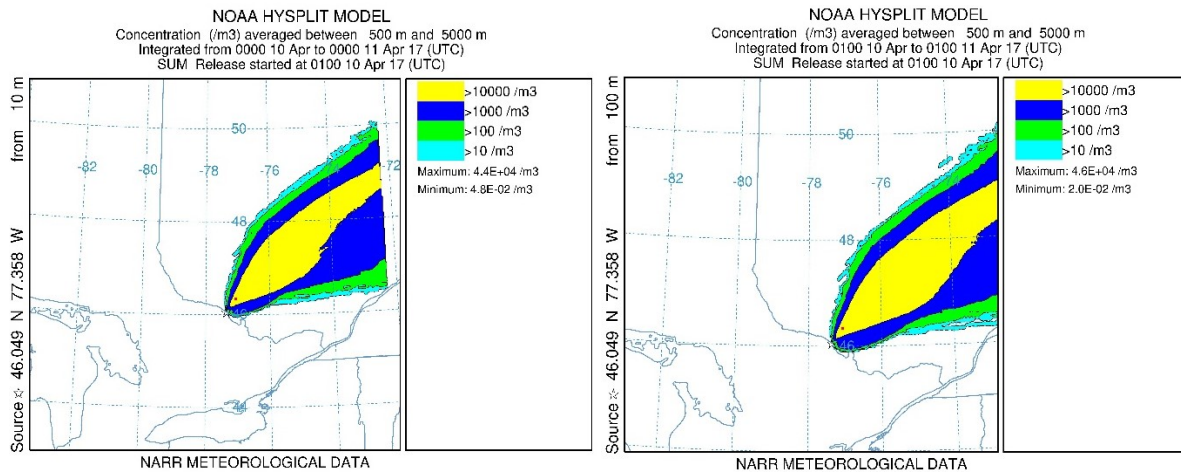 NOAA HYSPLIT MODEL
Concentration (/m3) averaged between 500 m and 5000 m
Integrated from 0000 10 Apr to 0000 11 Apr 17 (UTC)
SUM Release started at 0100 10 Apr 17 (UTC)
Source ☆ 46.049 N 77.358 W from 10 m
>10000 /m3
>1000 /m3
>100 /m3
>10 /m3
Maximum: 4.4E+04 /m3
Minimum: 4.8E-02 /m3
50
-82
-80
-78
-76
-72
48
46
44
NARR METEOROLOGICAL DATA
NOAA HYSPLIT MODEL
Concentration (/m3) averaged between 500 m and 5000 m
Integrated from 0100 10 Apr to 0100 11 Apr 17 (UTC)
SUM Release started at 0100 10 Apr 17 (UTC)
Source ☆ 46.049 N 77.358 W from 100 m
>10000 /m3
>1000 /m3
>100 /m3
>10 /m3
Maximum: 4.6E+04 /m3
Minimum: 2.0E-02 /m3
50
-82
-80
-78
-76
48
46
NARR METEOROLOGICAL DATA